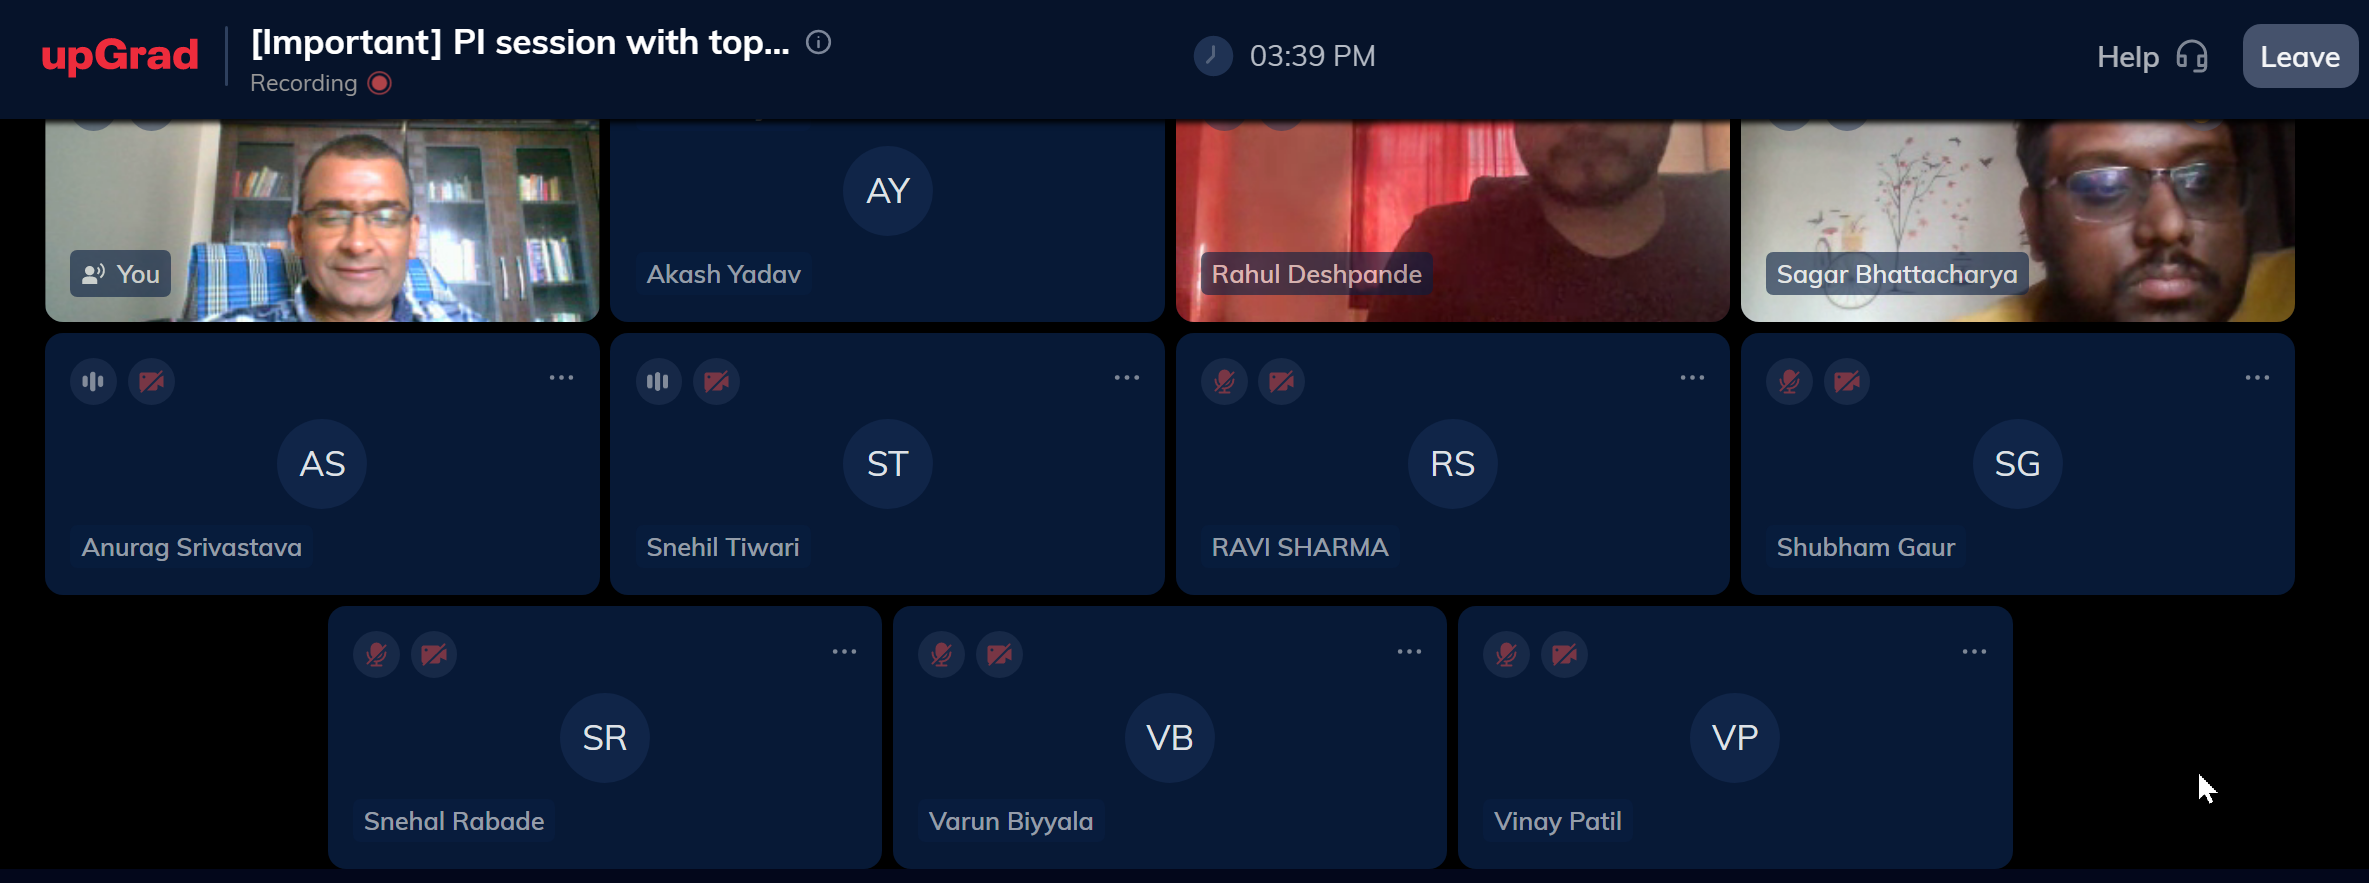 upGrad
[Important] PI session with top...
Recording
03:39 PM
Help
Leave
You
AY
Akash Yadav
Rahul Deshpande
Sagar Bhattacharya
AS
Anurag Srivastava
ST
Snehil Tiwari
RS
RAVI SHARMA
SG
Shubham Gaur
SR
Snehal Rabade
VB
Varun Biyyala
VP
Vinay Patil